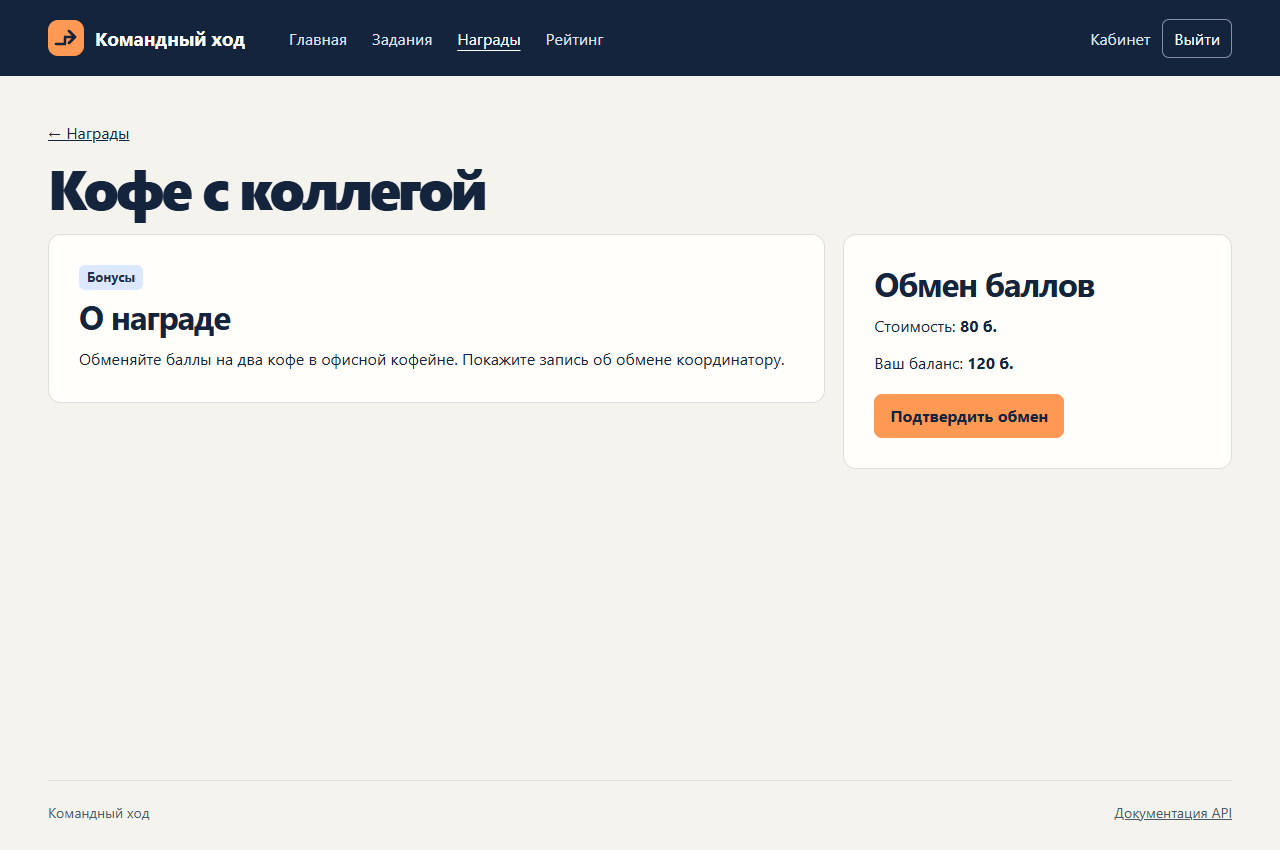 Командный ход
Главная
Задания
Награды
Рейтинг
Кабинет
Выйти
← Награды
Кофе с коллегой
Бонусы
О награде
Обменяйте баллы на два кофе в офисной кофейне. Покажите запись об обмене координатору.
Обмен баллов
Стоимость: 80 б.
Ваш баланс: 120 б.
Подтвердить обмен
Командный ход
Документация API